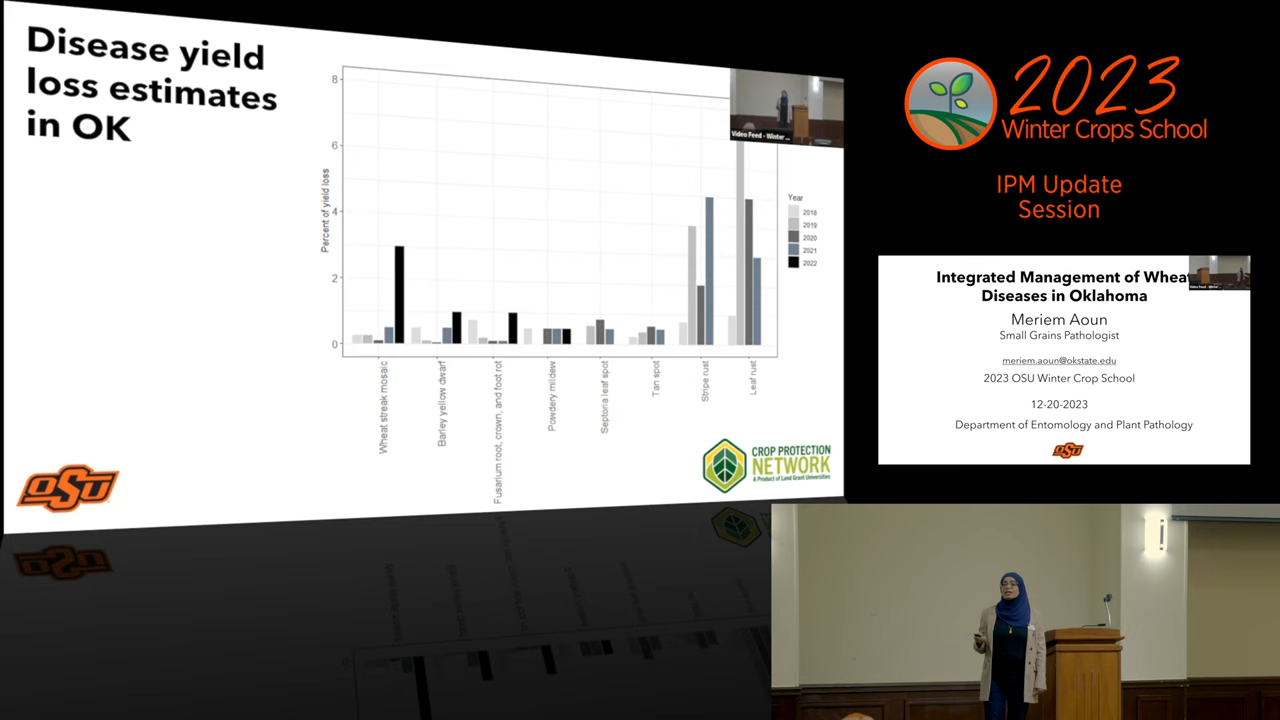 Disease yield
loss estimates
in OK
8
6
4
2
0
Percent of yield loss
Video Feed - Winter ...
Year
2018
2019
2020
2021
2022
Wheat streak mosaic
Barley yellow dwarf
Fusarium root, crown, and foot rot
Powdery mildew
Septoria leaf spot
Tan spot
Stripe rust
Leaf rust
OSU
CROP PROTECTION
NETWORK
A Product of Land Grant Universities
2023
Winter Crops School
IPM Update
Session
Integrated Management of Wheat
Diseases in Oklahoma
Meriem Aoun
Small Grains Pathologist
meriem.aoun@okstate.edu
2023 OSU Winter Crop School
12-20-2023
Department of Entomology and Plant Pathology
OSU